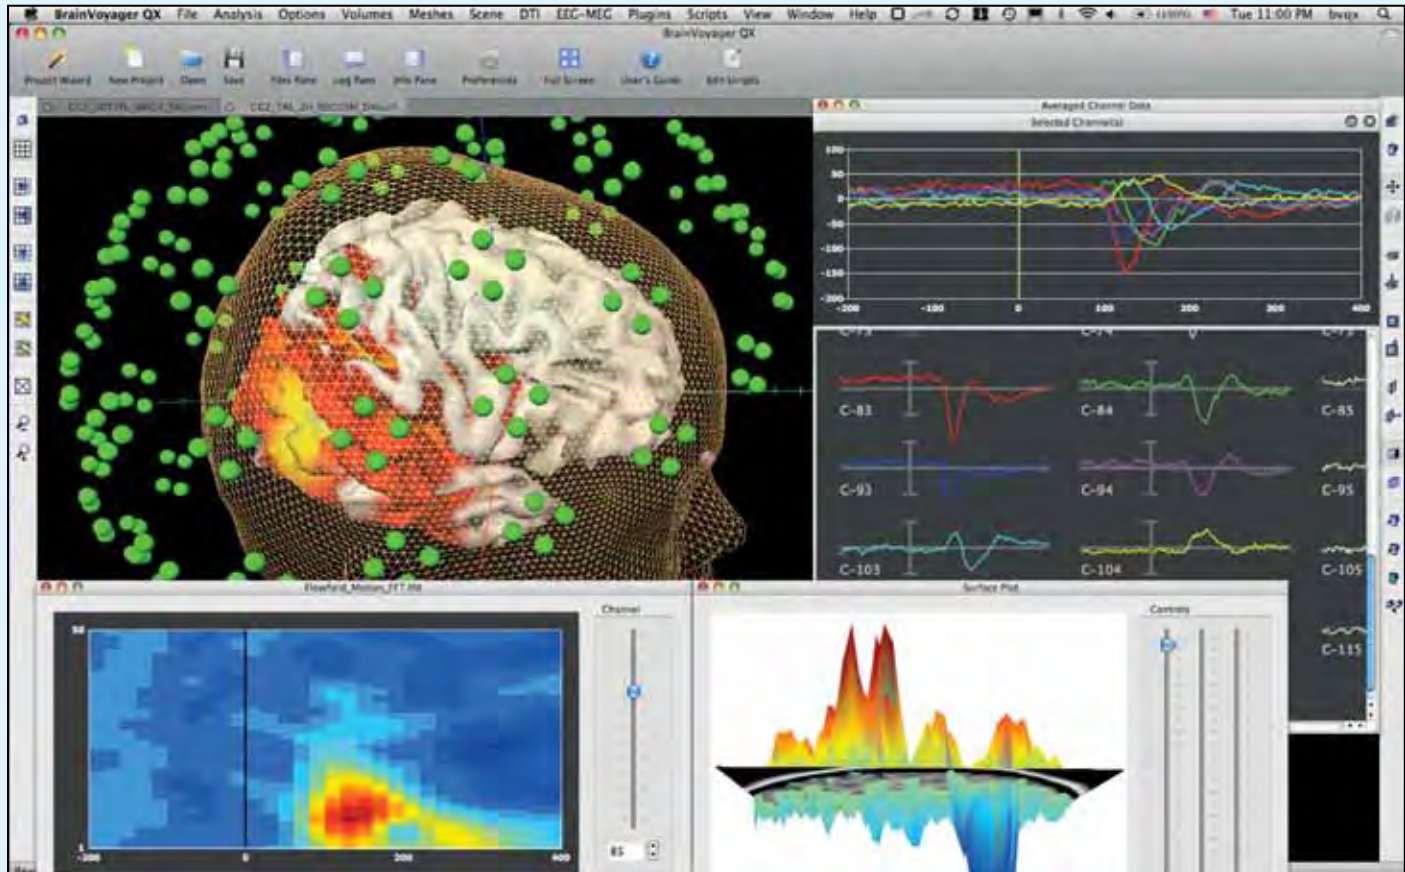 BrainVoyager QX File Analysis Options Volumes Meshes Scene DTI EEG-MEG Plugins Scripts View Window Help Tue 11:00 PM bvqx
BrainVoyager QX
Project Wizard New Project Open Save Files Pane Log Pane Info Pane Preferences Full Screen User's Guide Edit Scripts
Averaged Channel Data
Selected Channel(s)
100
50
0
-50
-100
-150
-200
-200 0 100 200 300 400
C-83 C-84 C-85
C-93 C-94 C-95
C-103 C-104 C-105
C-115
Channel
50
1
-200 0 200 400
85
Surface Plot
Controls